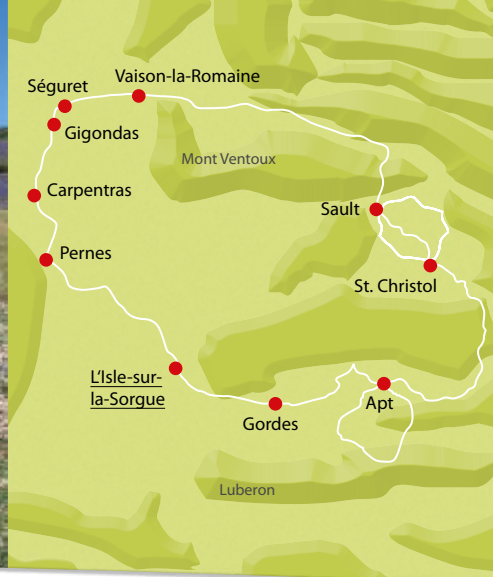 Vaison-la-Romaine
Séguret
Gigondas
Mont Ventoux
Carpentras
Sault
Pernes
St. Christol
L'Isle-sur-
la-Sorgue
Apt
Gordes
Luberon